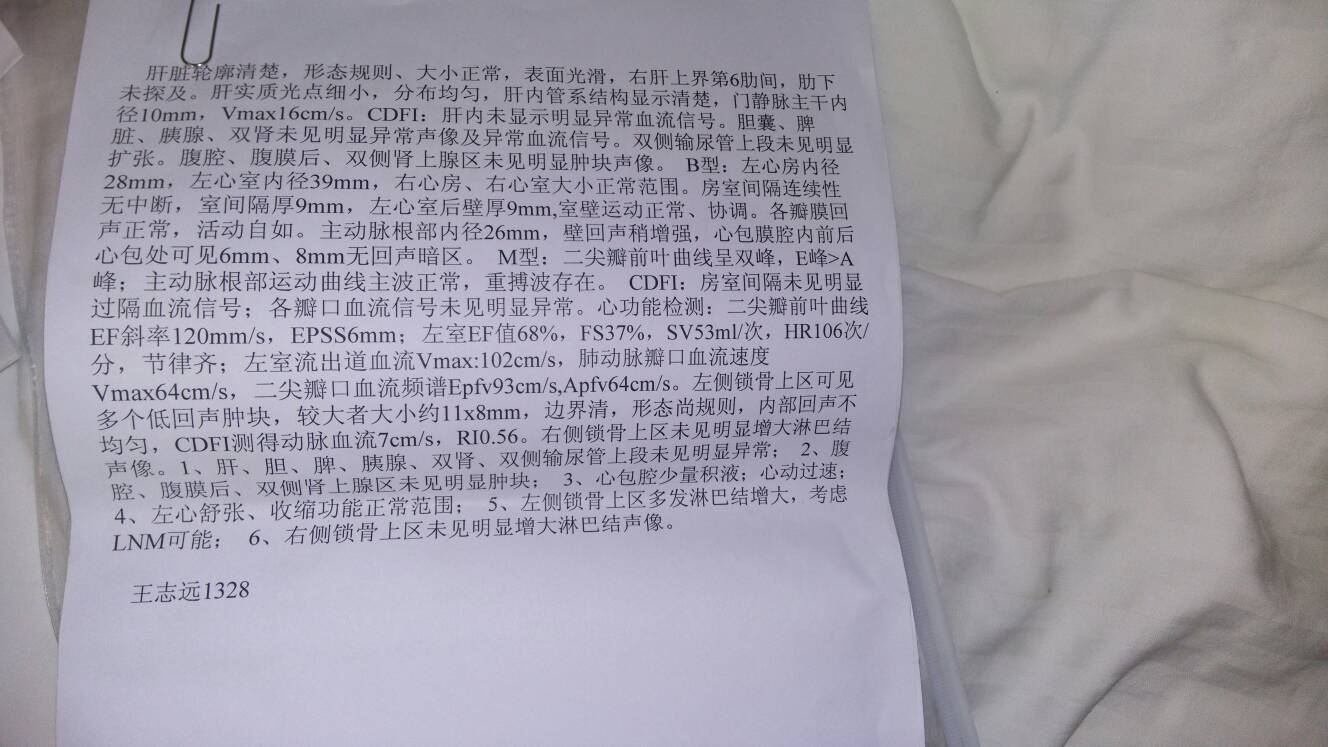 肝脏轮廓清楚，形态规则、大小正常，表面光滑，右肝上界第6肋间，肋下
未探及。肝实质光点细小，分布均匀，肝内管系结构显示清楚，门静脉主干内
径10mm，Vmax16cm/s。CDFI：肝内未显示明显异常血流信号。胆囊、脾
脏、胰腺、双肾未见明显异常声像及异常血流信号。双侧输尿管上段未见明显
扩张。腹腔、腹膜后、双侧肾上腺区未见明显肿块声像。 B型：左心房内径
28mm，左心室内径39mm，右心房、右心室大小正常范围。房室间隔连续性
无中断，室间隔厚9mm，左心室后壁厚9mm,室壁运动正常、协调。各瓣膜回
声正常，活动自如。主动脉根部内径26mm，壁回声稍增强，心包膜腔内前后
心包处可见6mm、8mm无回声暗区。 M型：二尖瓣前叶曲线呈双峰，E峰>A
峰；主动脉根部运动曲线主波正常，重搏波存在。 CDFI：房室间隔未见明显
过隔血流信号；各瓣口血流信号未见明显异常。心功能检测：二尖瓣前叶曲线
EF斜率120mm/s，EPSS6mm；左室EF值68%，FS37%，SV53ml/次，HR106次/
分，节律齐；左室流出道血流Vmax:102cm/s，肺动脉瓣口血流速度
Vmax64cm/s，二尖瓣口血流频谱Epfv93cm/s,Apfv64cm/s。左侧锁骨上区可见
多个低回声肿块，较大者大小约11x8mm，边界清，形态尚规则，内部回声不
均匀，CDFI测得动脉血流7cm/s，RI0.56。右侧锁骨上区未见明显增大淋巴结
声像。1、肝、胆、脾、胰腺、双肾、双侧输尿管上段未见明显异常； 2、腹
腔、腹膜后、双侧肾上腺区未见明显肿块； 3、心包腔少量积液；心动过速；
4、左心舒张、收缩功能正常范围； 5、左侧锁骨上区多发淋巴结增大，考虑
LNM可能； 6、右侧锁骨上区未见明显增大淋巴结声像。
王志远1328